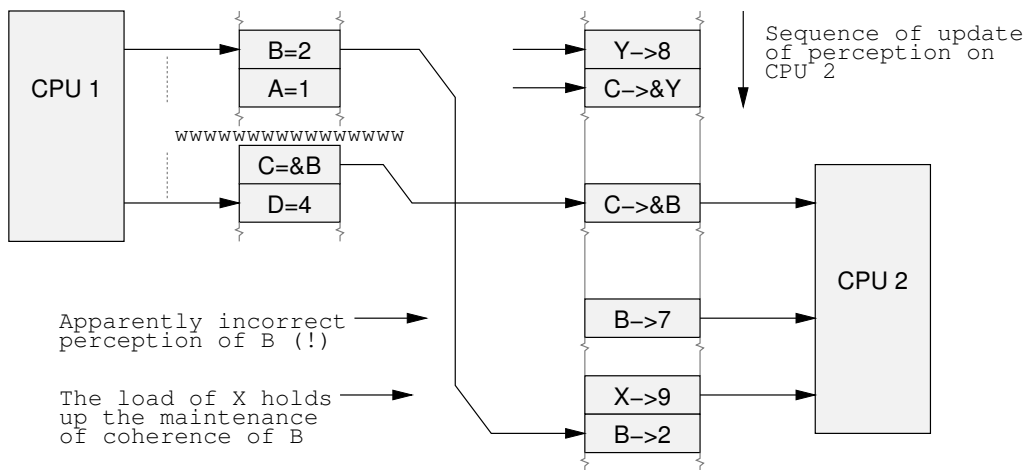 CPU 1
B=2
A=1
wwwwwwwwwwwwwwww
C=&B
D=4
Y−>8
C−>&Y
Sequence of update
of perception on
CPU 2
C−>&B
B−>7
X−>9
B−>2
CPU 2
Apparently incorrect
perception of B (!)
The load of X holds
up the maintenance
of coherence of B